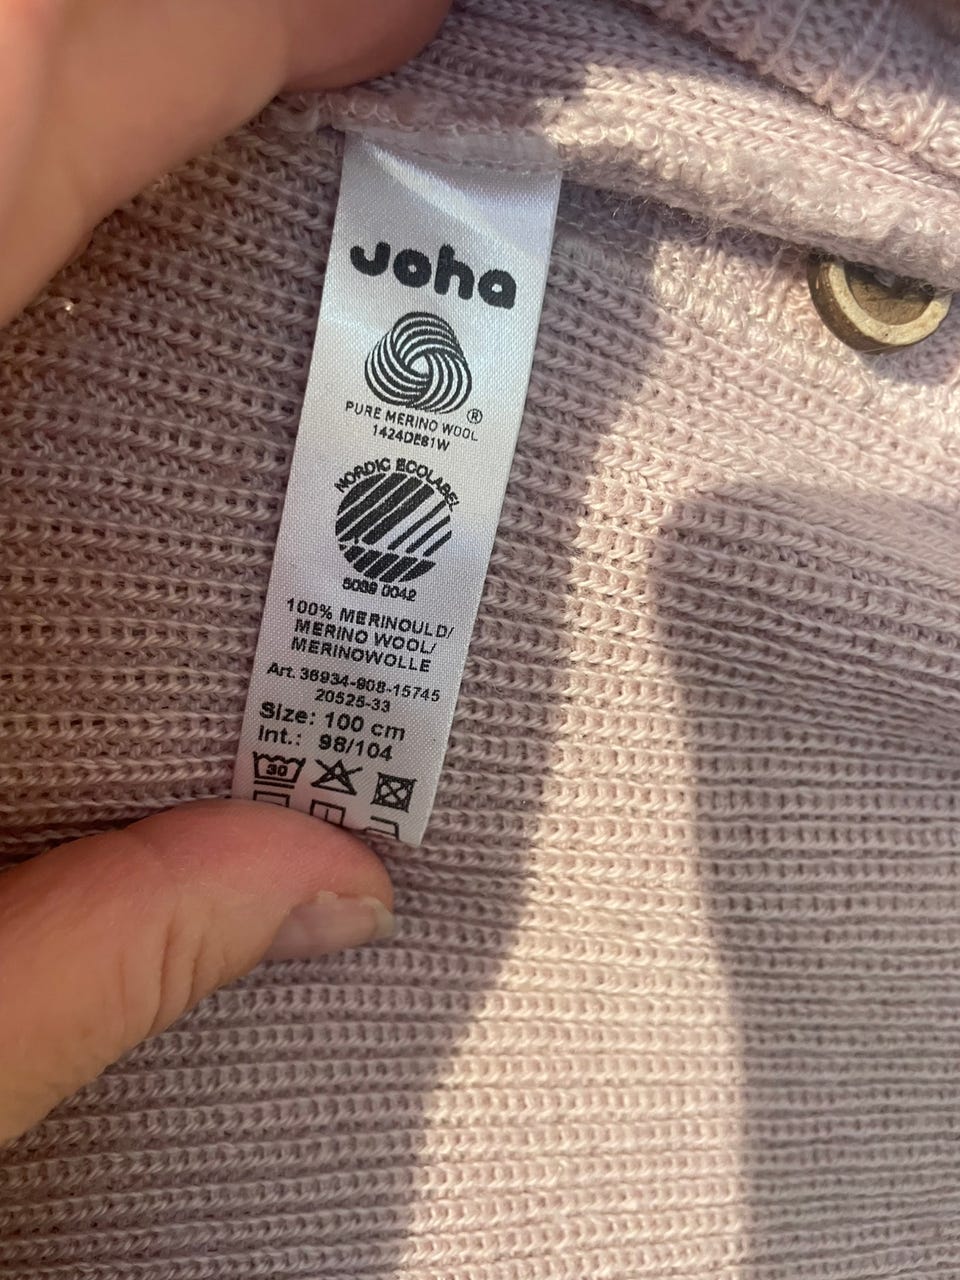 Joha
®
PURE MERINO WOOL
1424DE81W
NORDIC ECOLABEL
5039 0042
100% MERINOULD/
MERINO WOOL/
MERINOWOLLE
Art. 36934-908-15745
20525-33
Size: 100 cm
Int.: 98/104
30